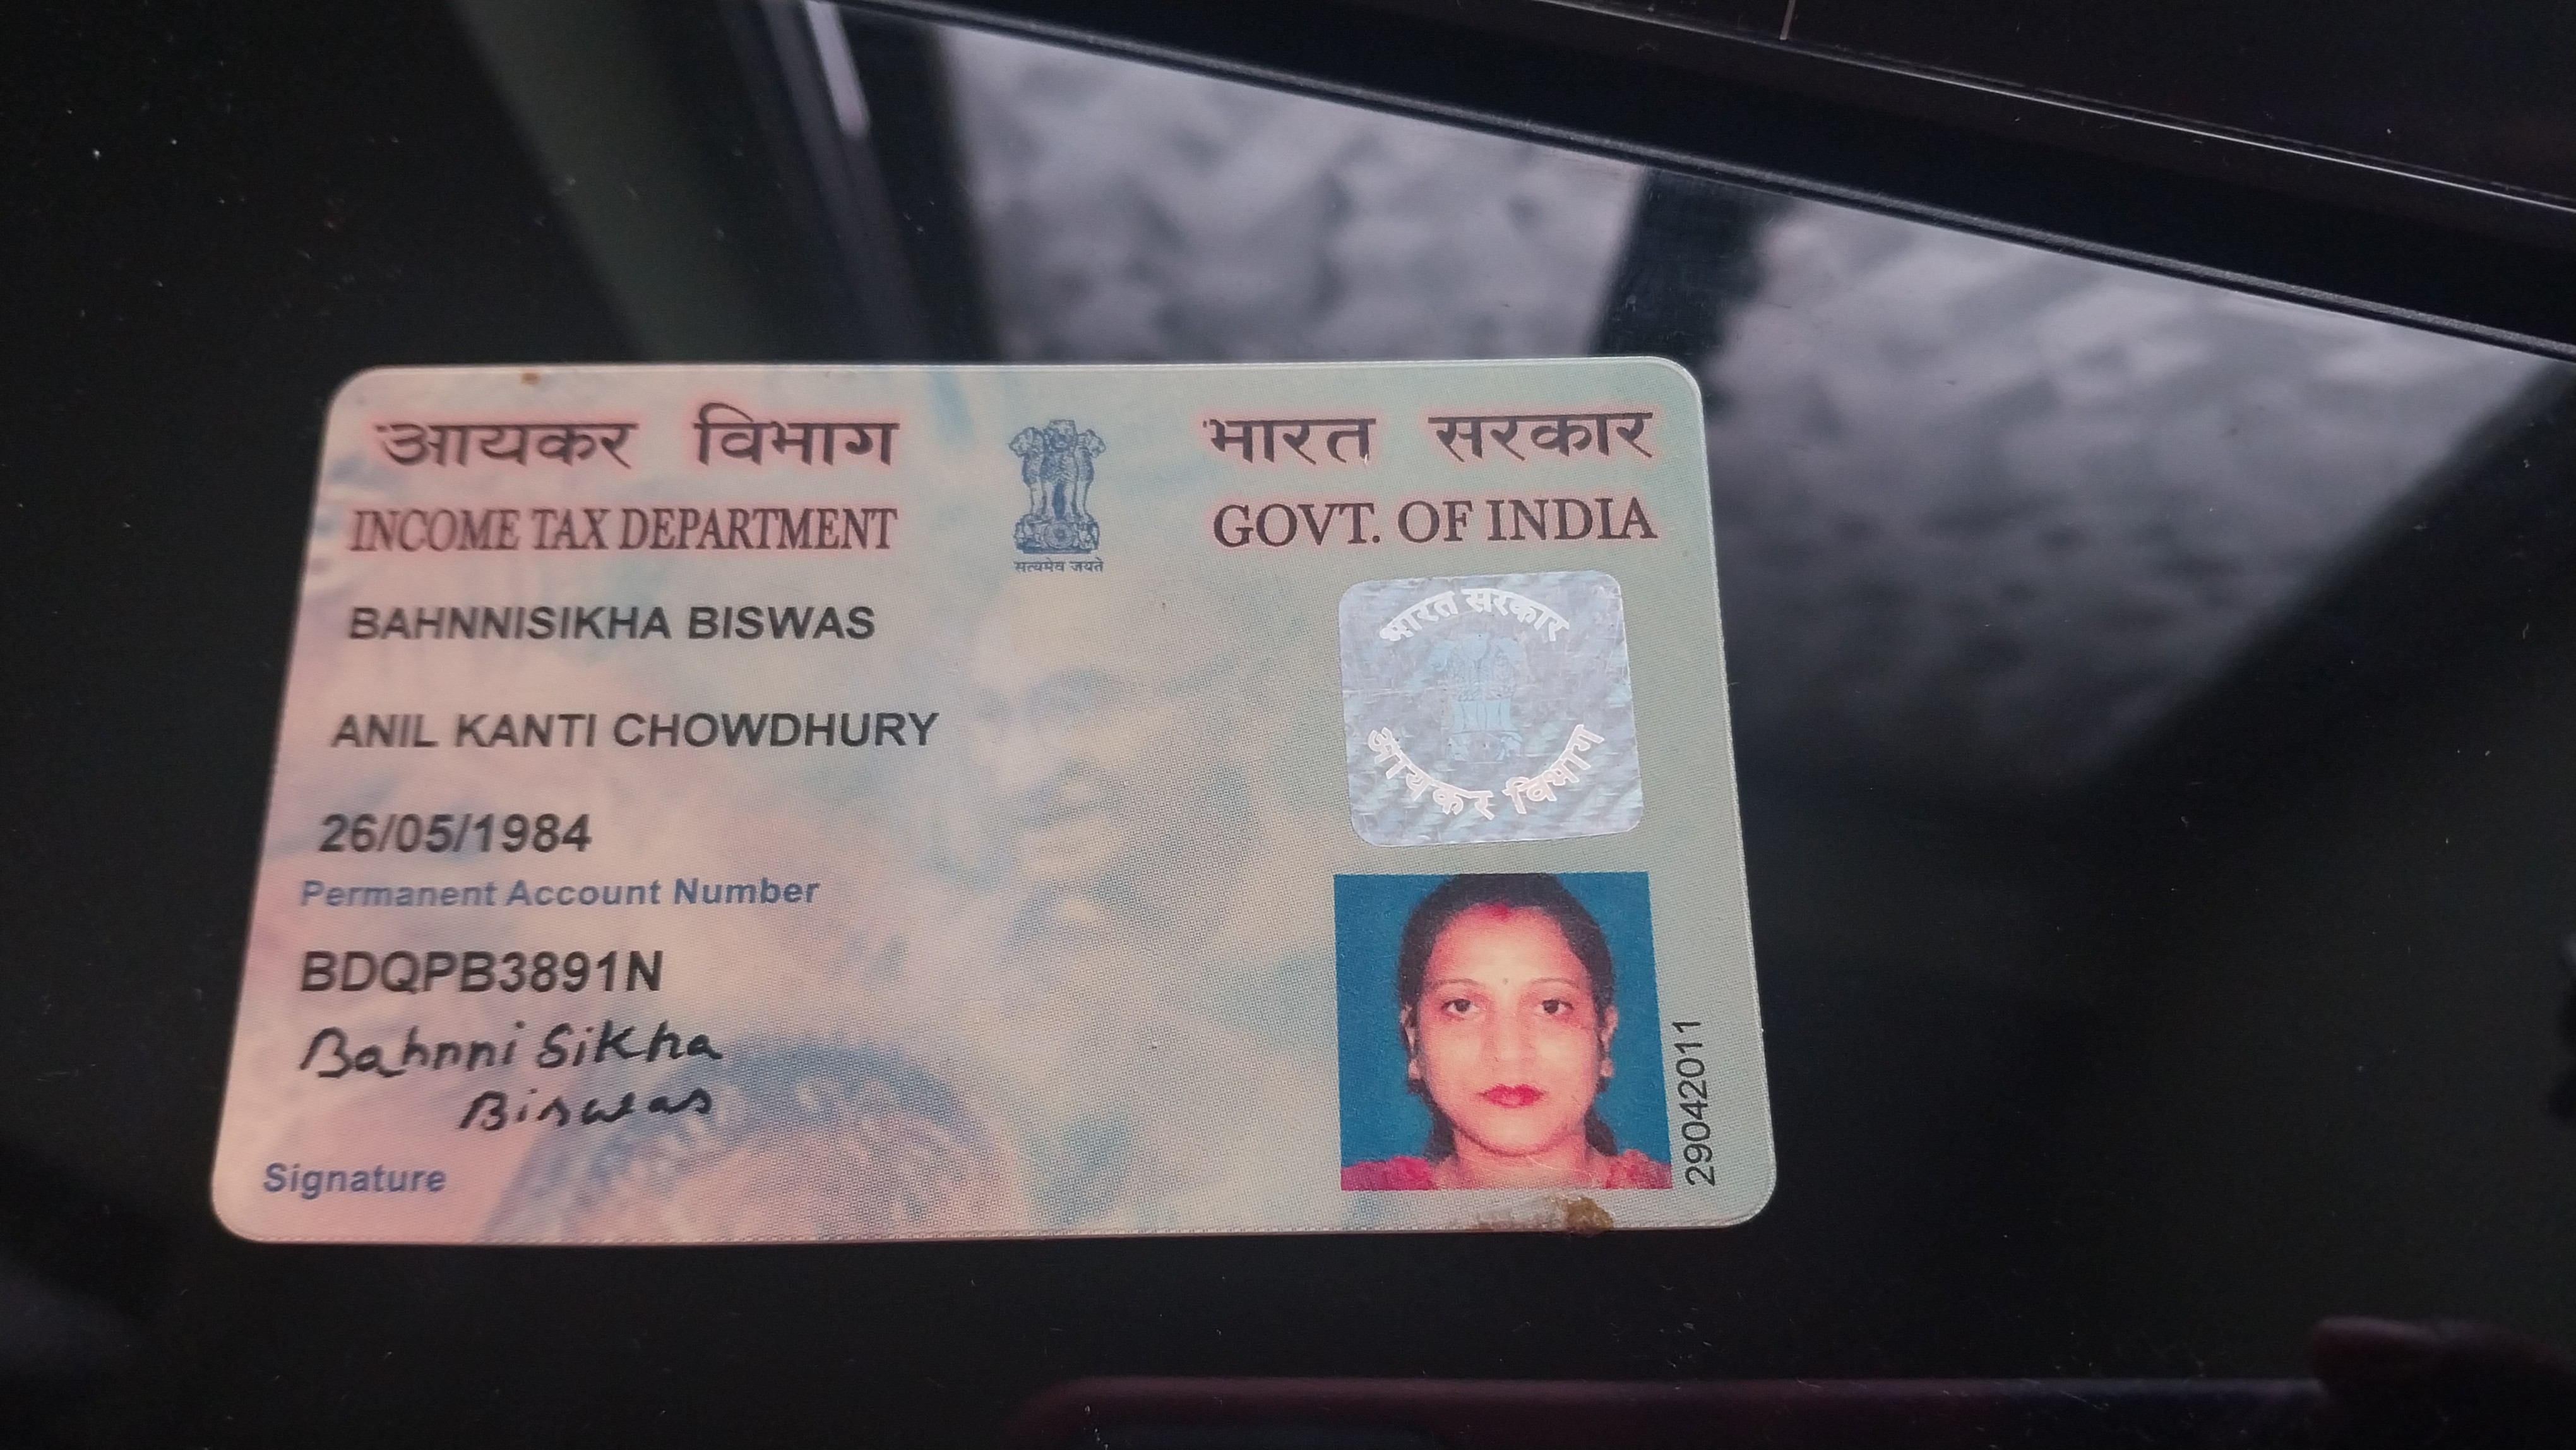 आयकर विभाग
INCOME TAX DEPARTMENT
सत्यमेव जयते
भारत सरकार
GOVT. OF INDIA
BAHNNISIKHA BISWAS
ANIL KANTI CHOWDHURY
26/05/1984
Permanent Account Number
BDQPB3891N
Bahnni Sikha
Biswas
Signature
भारत सरकार
आयकर विभाग
29042011